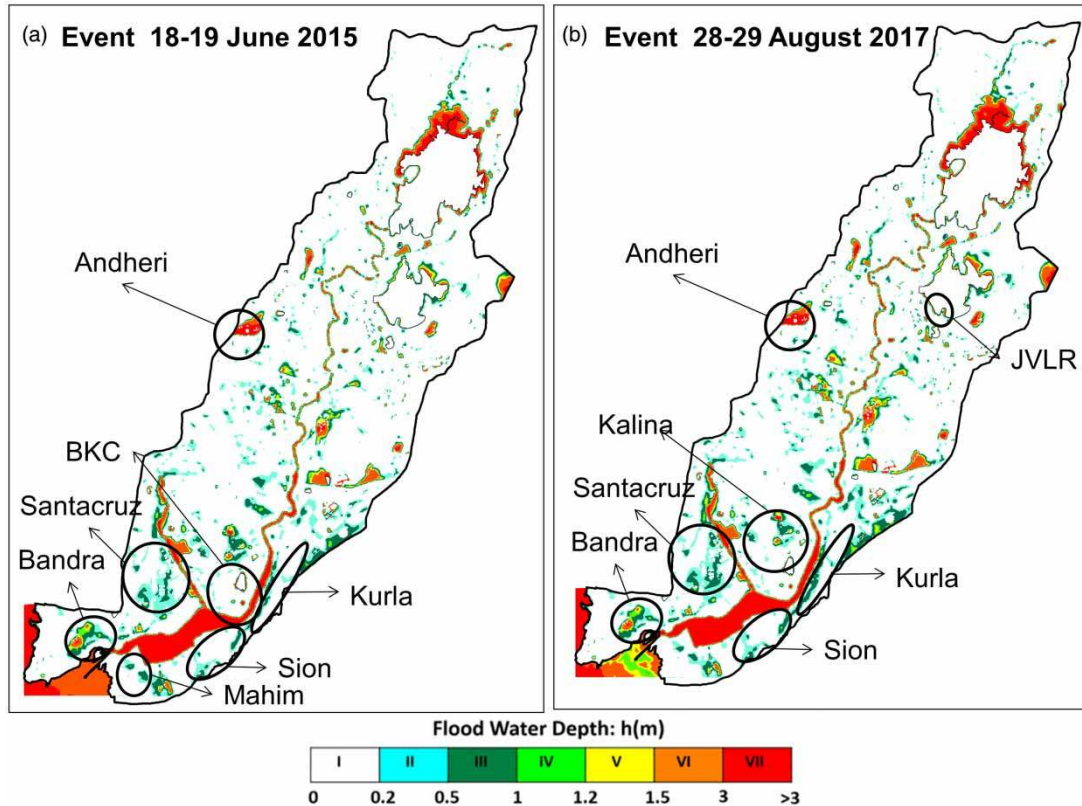 (a) Event 18-19 June 2015
Andheri
BKC
Santacruz
Bandra
Kurla
Sion
Mahim
(b) Event 28-29 August 2017
Andheri
JVLR
Kalina
Santacruz
Bandra
Kurla
Sion
Flood Water Depth: h(m)
I II III IV V VI VII
0 0.2 0.5 1 1.2 1.5 3 >3